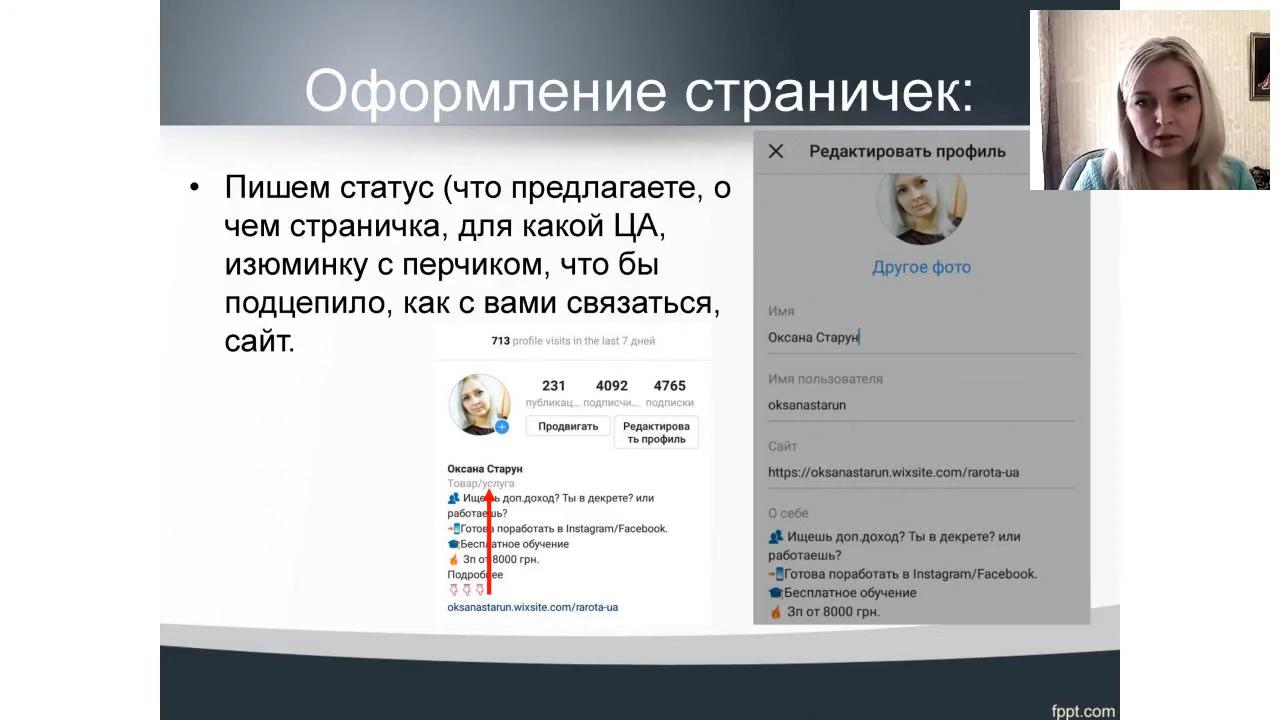 Оформление страничек:
• Пишем статус (что предлагаете, о
чем страничка, для какой ЦА,
изюминку с перчиком, что бы
подцепило, как с вами связаться,
сайт.
713 profile visits in the last 7 дней
231 4092 4765
публикац... подписчи... подписки
Продвигать
Редактирова
ть профиль
Оксана Старун
Товар/услуга
Ищешь доп.доход? Ты в декрете? или
работаешь?
Готова поработать в Instagram/Facebook.
Бесплатное обучение
Зп от 8000 грн.
Подробнее
oksanastarun.wixsite.com/rarota-ua
Редактировать профиль
Другое фото
Имя
Оксана Старун
Имя пользователя
oksanastarun
Сайт
https://oksanastarun.wixsite.com/rarota-ua
О себе
Ищешь доп.доход? Ты в декрете? или
работаешь?
Готова поработать в Instagram/Facebook.
Бесплатное обучение
Зп от 8000 грн.
fppt.com